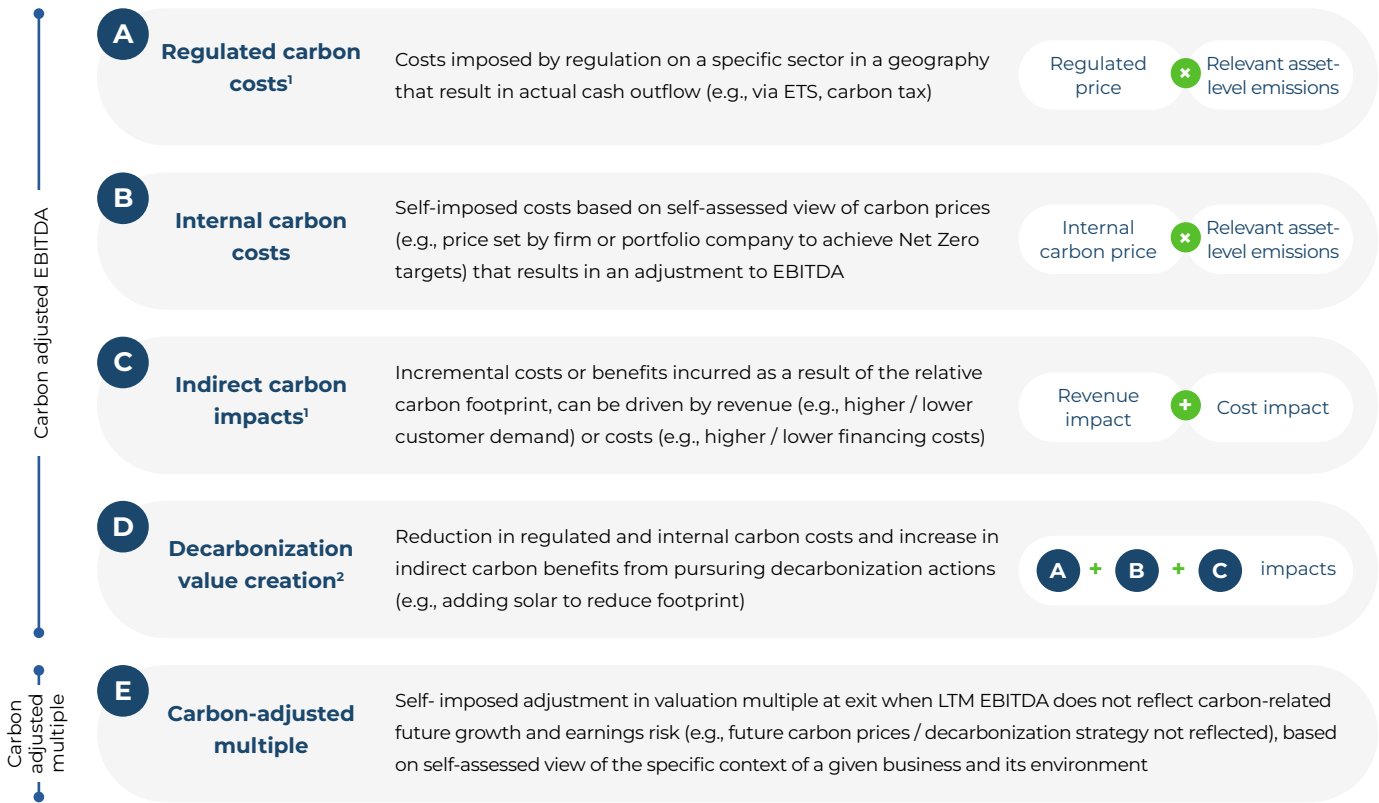 Carbon adjusted EBITDA
A
Regulated carbon
costs¹
Costs imposed by regulation on a specific sector in a geography
that result in actual cash outflow (e.g., via ETS, carbon tax)
Regulated
price
×
Relevant asset-
level emissions
B
Internal carbon
costs
Self-imposed costs based on self-assessed view of carbon prices
(e.g., price set by firm or portfolio company to achieve Net Zero
targets) that results in an adjustment to EBITDA
Internal
carbon price
×
Relevant asset-
level emissions
C
Indirect carbon
impacts¹
Incremental costs or benefits incurred as a result of the relative
carbon footprint, can be driven by revenue (e.g., higher / lower
customer demand) or costs (e.g., higher / lower financing costs)
Revenue
impact
+
Cost impact
D
Decarbonization
value creation²
Reduction in regulated and internal carbon costs and increase in
indirect carbon benefits from pursuring decarbonization actions
(e.g., adding solar to reduce footprint)
A + B + C impacts
Carbon
adjusted
multiple
E
Carbon-adjusted
multiple
Self- imposed adjustment in valuation multiple at exit when LTM EBITDA does not reflect carbon-related
future growth and earnings risk (e.g., future carbon prices / decarbonization strategy not reflected), based
on self-assessed view of the specific context of a given business and its environment